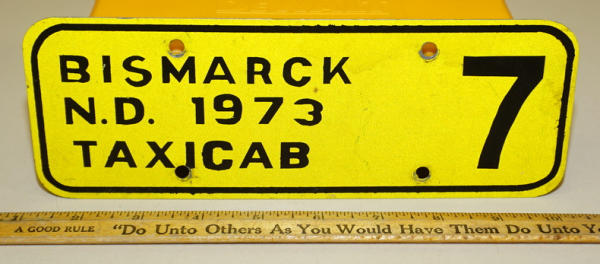 BISMARCK
N.D. 1973
TAXICAB
7
A GOOD RULE "Do Unto Others As You Would Have Them Do Unto